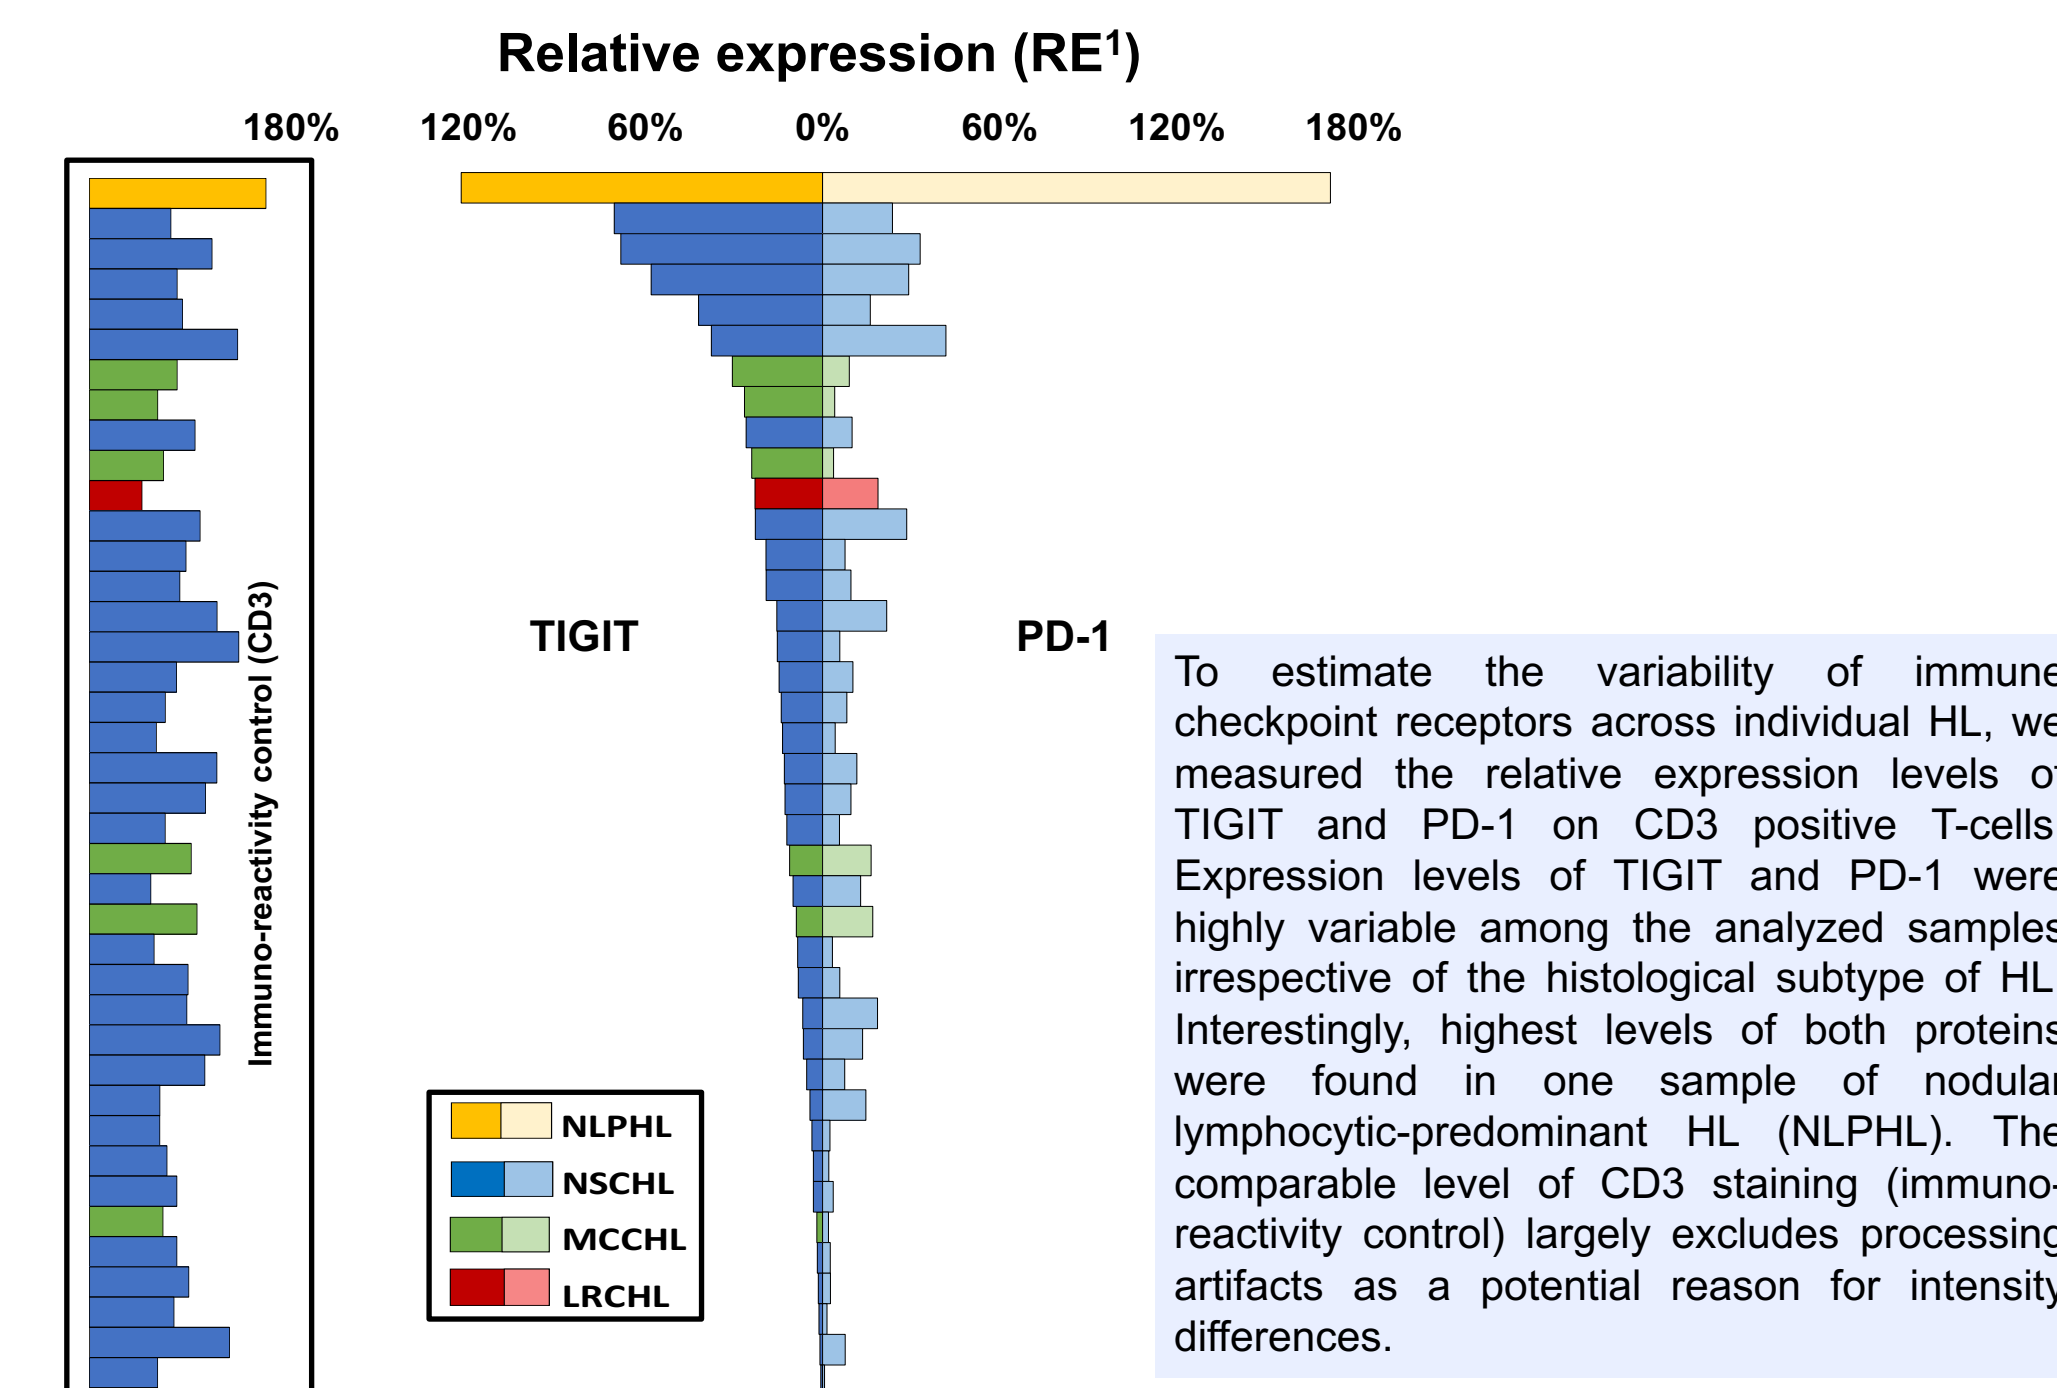 Relative expression (RE¹)
180% 120% 60% 0% 60% 120% 180%
Immuno-reactivity control (CD3)
TIGIT
PD-1
NLPHL
NSCHL
MCCHL
LRCHL
To estimate the variability of immune
checkpoint receptors across individual HL, we
measured the relative expression levels of
TIGIT and PD-1 on CD3 positive T-cells
Expression levels of TIGIT and PD-1 were
highly variable among the analyzed samples
irrespective of the histological subtype of HL
Interestingly, highest levels of both proteins
were found in one sample of nodular
lymphocytic-predominant HL (NLPHL). The
comparable level of CD3 staining (immuno-
reactivity control) largely excludes processing
artifacts as a potential reason for intensity
differences.